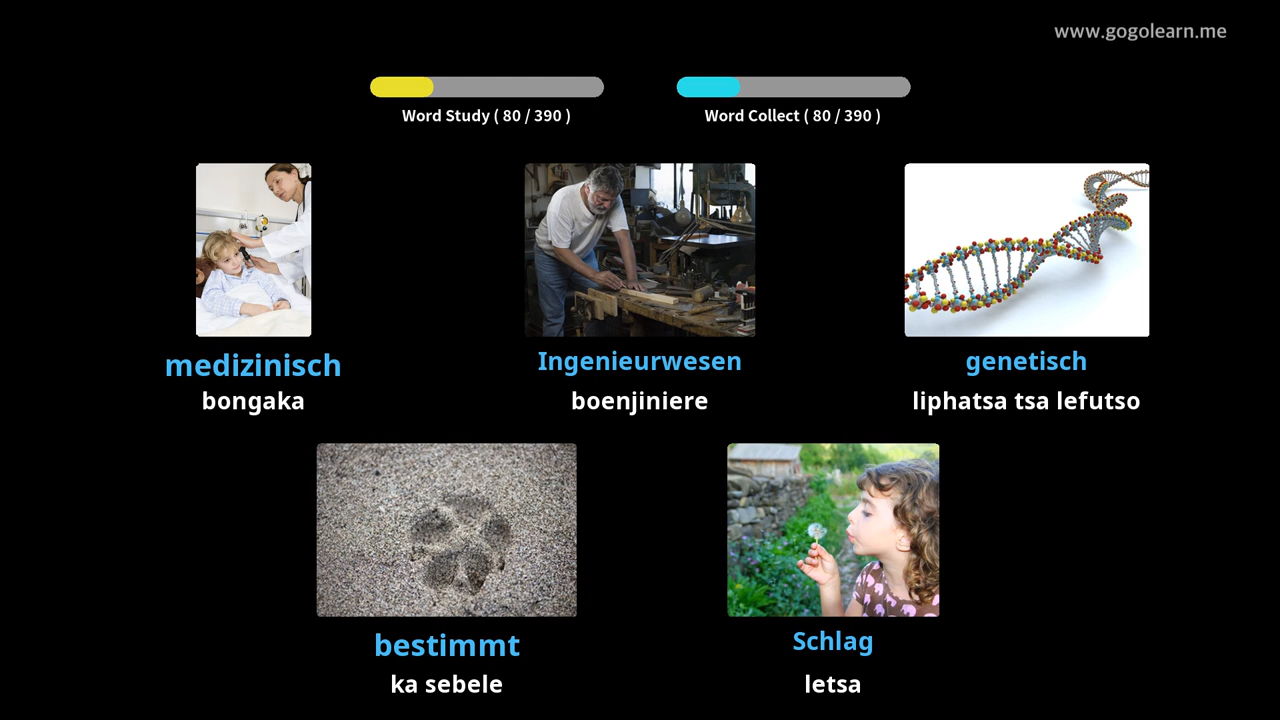 www.gogolearn.me
Word Study ( 80 / 390 )
Word Collect ( 80 / 390 )
medizinisch
bongaka
Ingenieurwesen
boenjiniere
genetisch
liphatsa tsa lefutso
bestimmt
ka sebele
Schlag
letsa